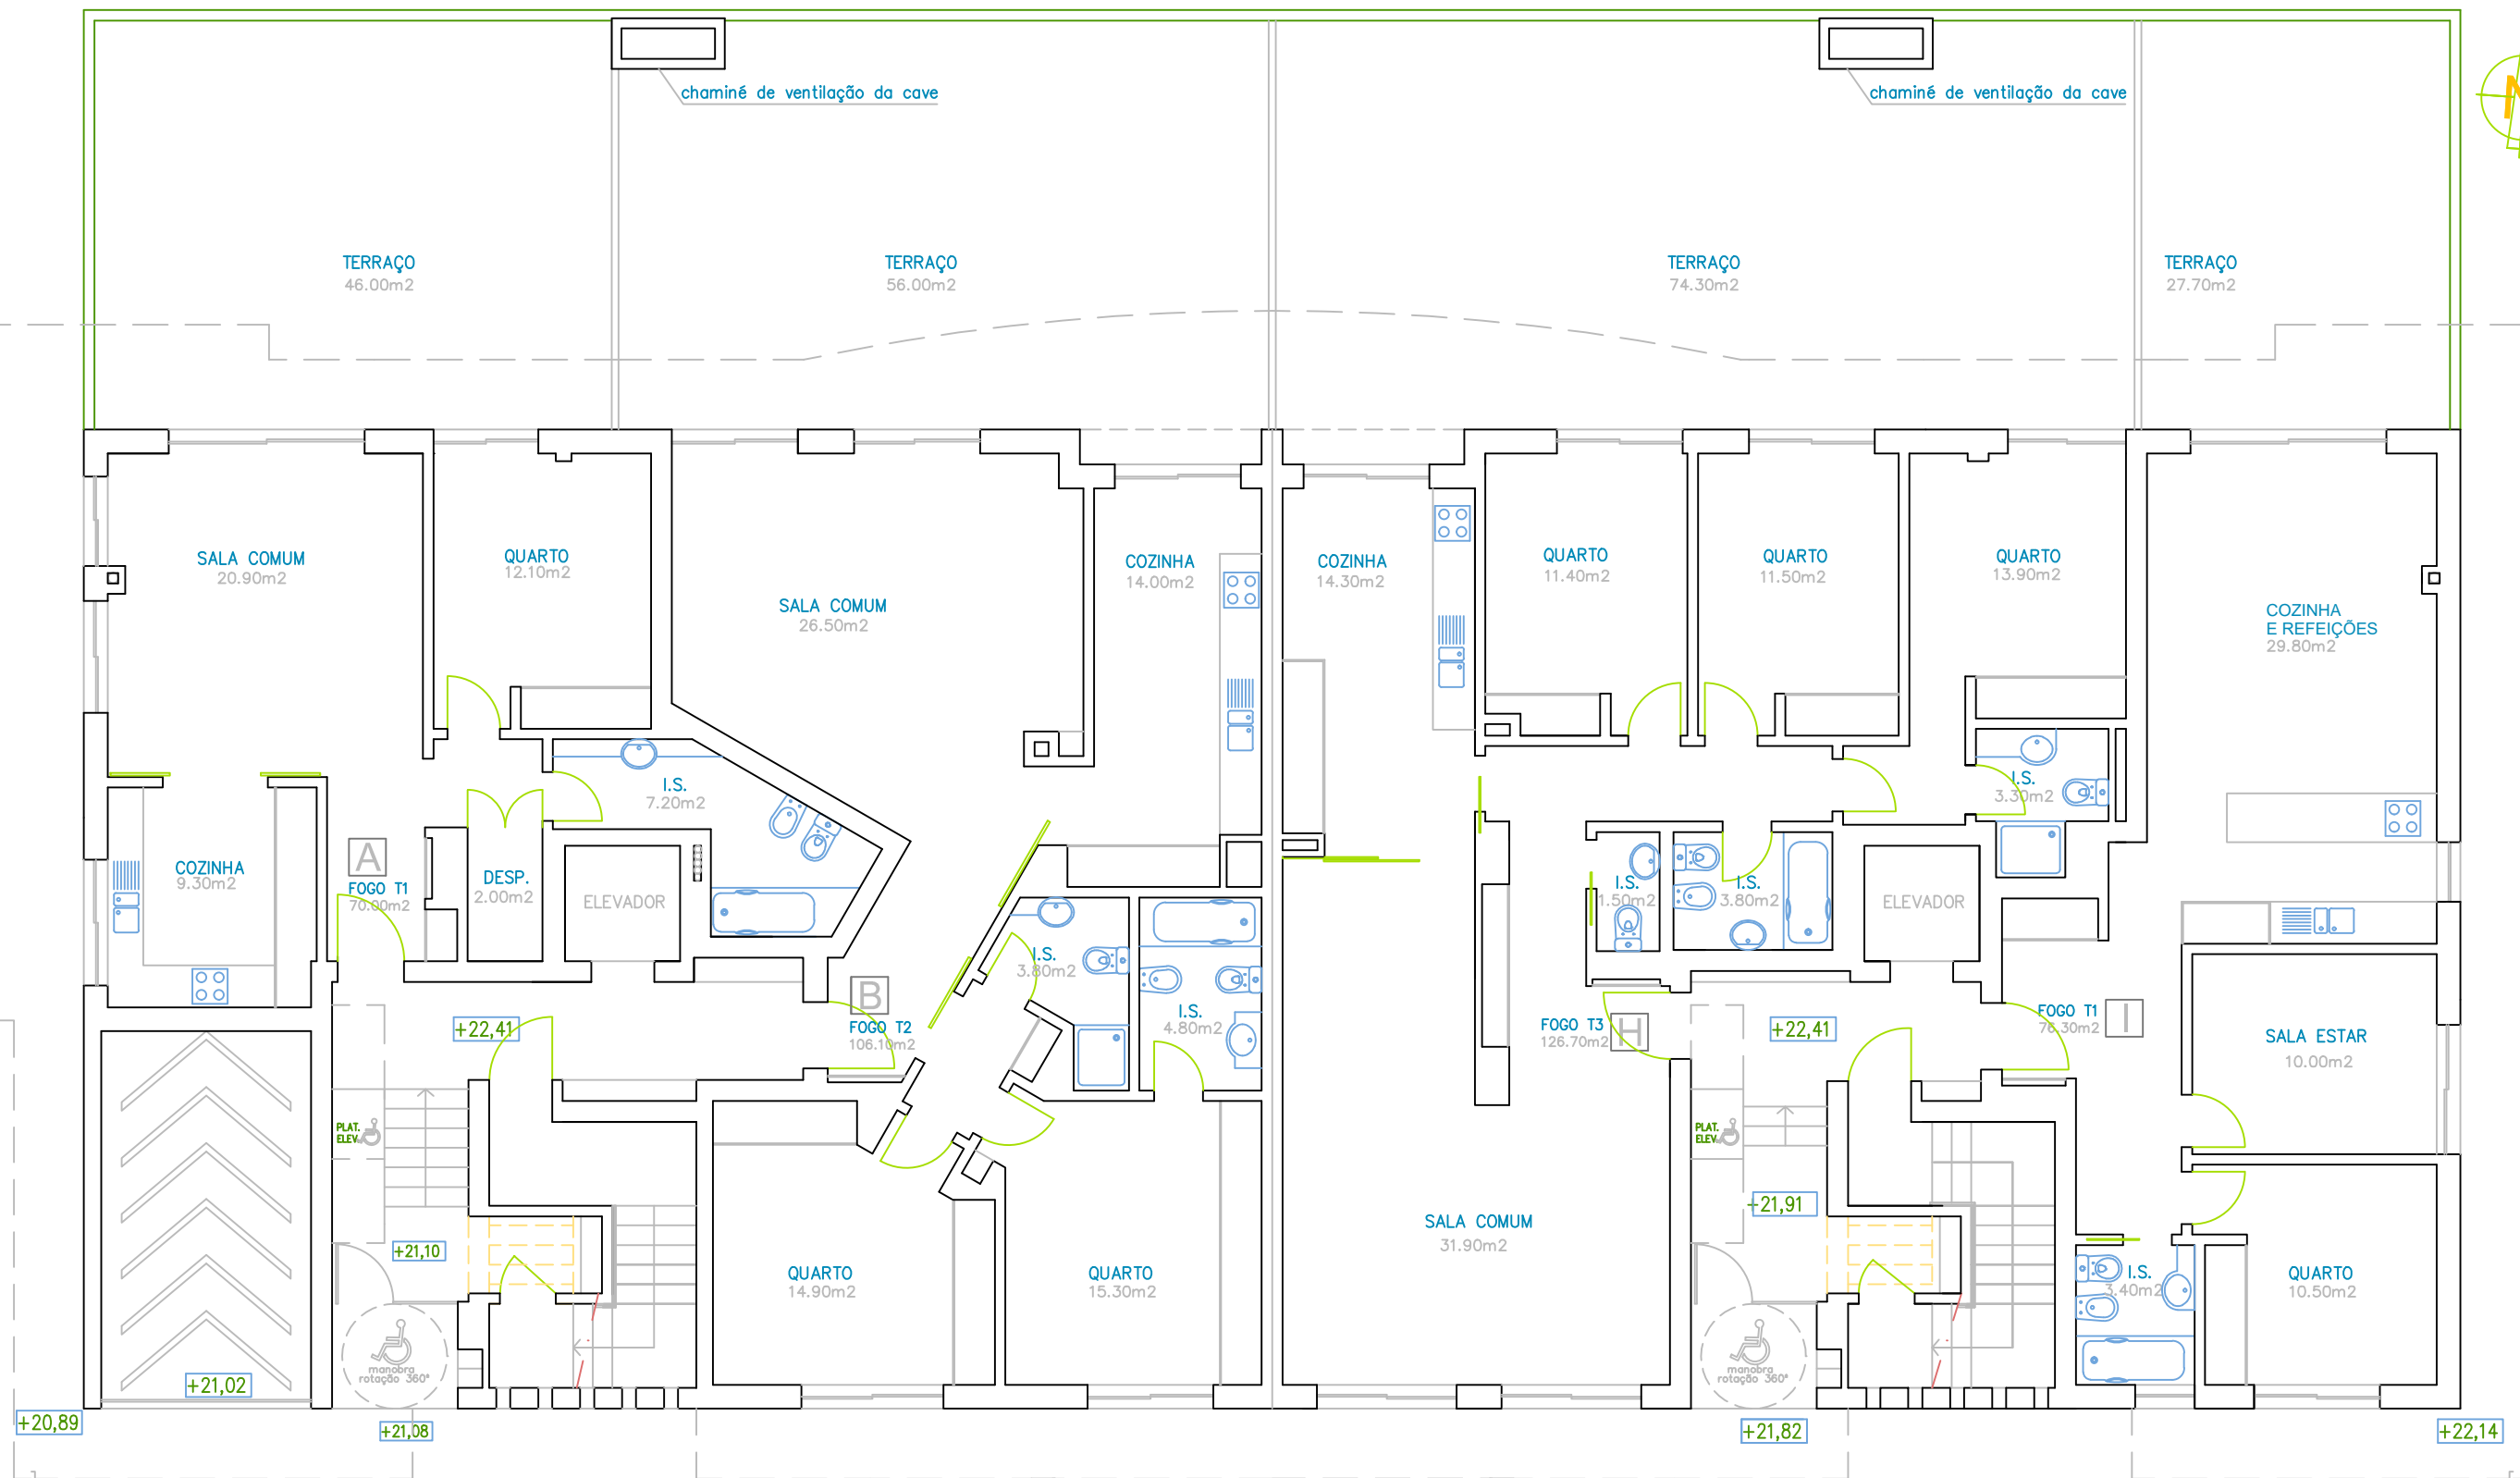 chaminé de ventilação da cave
chaminé de ventilação da cave
N
TERRAÇO
46.00m2
TERRAÇO
56.00m2
TERRAÇO
74.30m2
TERRAÇO
27.70m2
SALA COMUM
20.90m2
QUARTO
12.10m2
SALA COMUM
26.50m2
COZINHA
14.00m2
COZINHA
14.30m2
QUARTO
11.40m2
QUARTO
11.50m2
QUARTO
13.90m2
COZINHA
E REFEIÇÕES
29.80m2
I.S.
7.20m2
I.S.
3.30m2
COZINHA
9.30m2
A
FOGO T1
70.00m2
DESP.
2.00m2
ELEVADOR
I.S.
1.50m2
I.S.
3.80m2
ELEVADOR
I.S.
3.80m2
B
FOGO T2
106.10m2
I.S.
4.80m2
FOGO T3
126.70m2
H
+22,41
+22,41
FOGO T1
76.30m2
I
SALA ESTAR
10.00m2
PLAT.
ELEV.
PLAT.
ELEV.
+21,91
+21,10
SALA COMUM
31.90m2
QUARTO
14.90m2
QUARTO
15.30m2
I.S.
3.40m2
QUARTO
10.50m2
manobra
rotação 360°
manobra
rotação 360°
+21,02
+20,89
+21,08
+21,82
+22,14